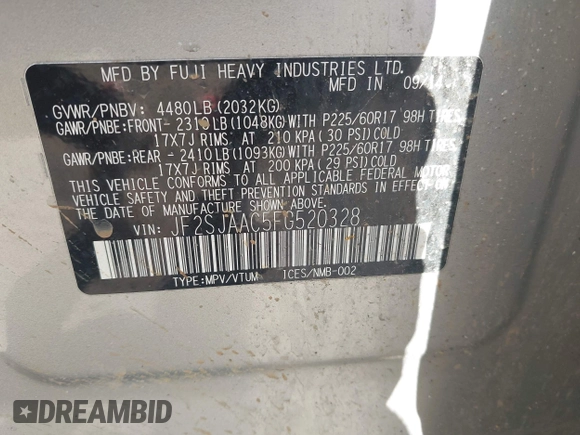 MFD BY FUJI HEAVY INDUSTRIES LTD.
MFD IN 09/14
GVWR/PNBV: 4480LB(2032KG)
GAWR/PNBE:FRONT- 2310LB(1048KG)WITH P225/60R17 98H TIRES
17X7J RIMS AT 210 KPA( 30 PSI)COLD
GAWR/PNBE:REAR - 2410LB(1093KG)WITH P225/60R17 98H TIRES
17X7J RIMS AT 200 KPA( 29 PSI)COLD
THIS VEHICLE CONFORMS TO ALL APPLICABLE FEDERAL MOTOR
VEHICLE SAFETY AND THEFT PREVENTION STANDARDS IN EFFECT
ON THE DATE OF MANUFACTURE SHOWN ABOVE.
VIN: JF2SJAAC5FG520328
TYPE:MPV/VTUM ICES/NMB-002
DREAMBID